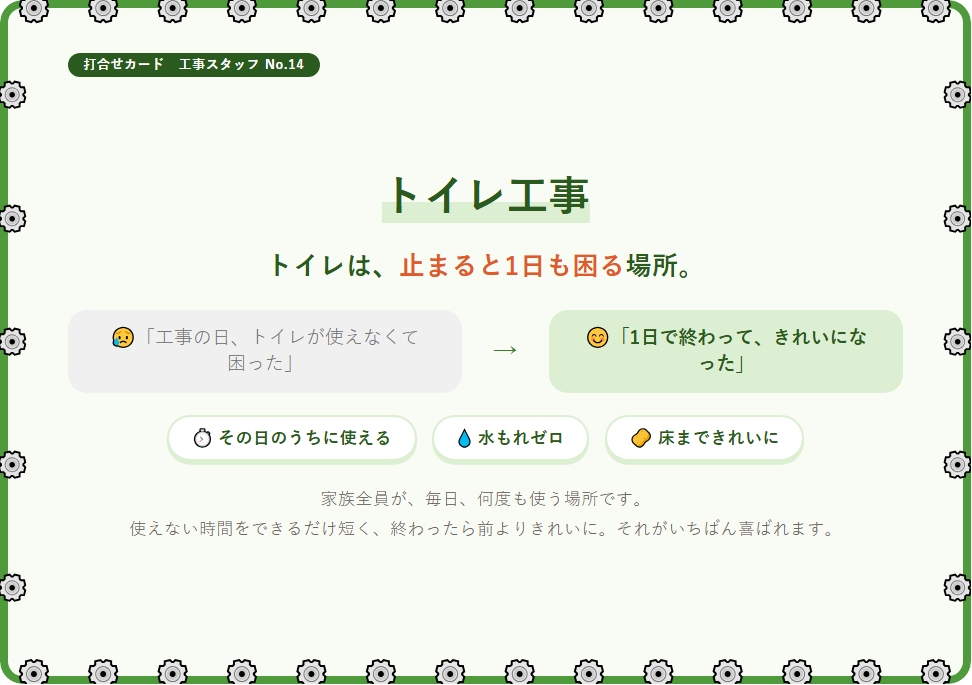 打合せカード　工事スタッフ No.14
トイレ工事
トイレは、止まると1日も困る場所。
😥「工事の日、トイレが使えなくて
困った」
→
😊「1日で終わって、きれいにな
った」
⏱その日のうちに使える
💧水もれゼロ
🧽床まできれいに
家族全員が、毎日、何度も使う場所です。
使えない時間をできるだけ短く、終わったら前よりきれいに。それがいちばん喜ばれます。